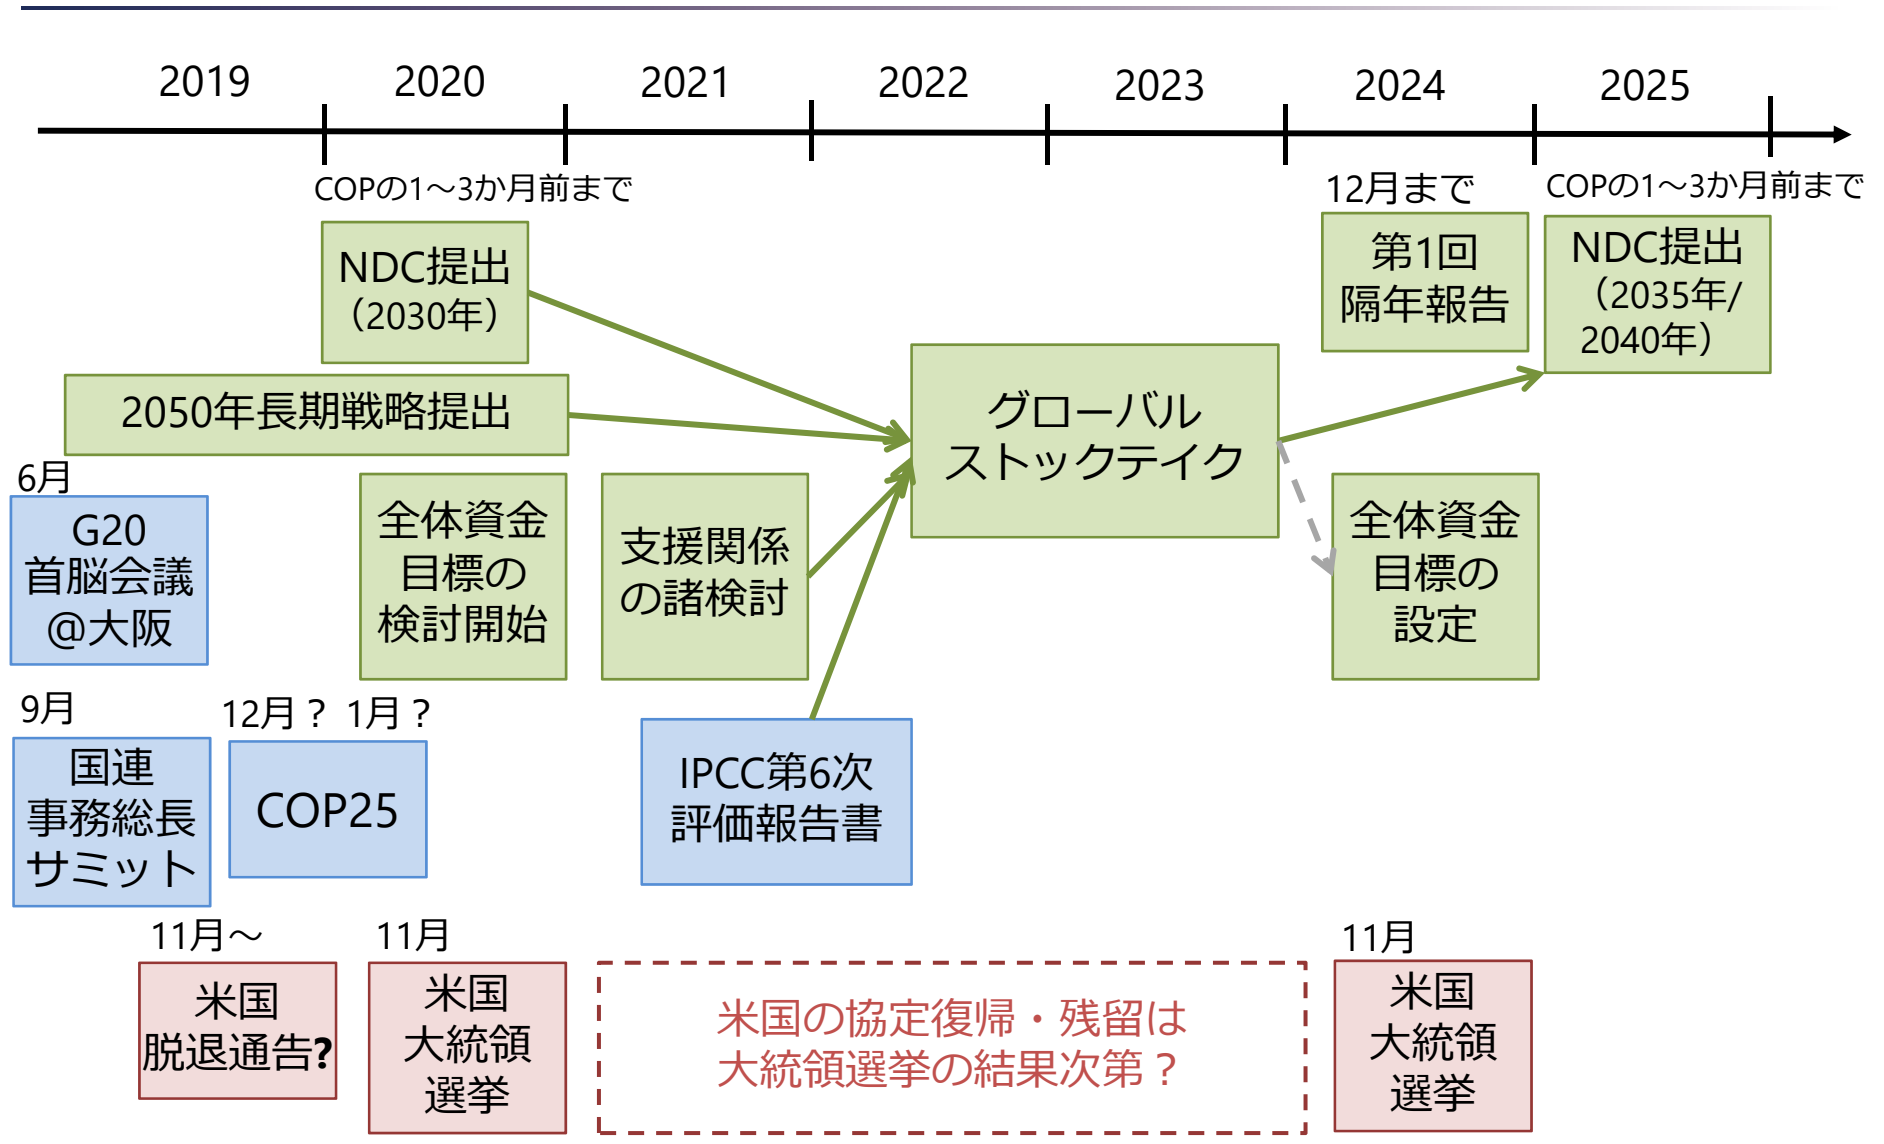 2019
2020
2021
2022
2023
2024
2025
COPの1～3か月前まで
12月まで
COPの1～3か月前まで
NDC提出
（2030年）
第1回
隔年報告
NDC提出
（2035年/
2040年）
2050年長期戦略提出
グローバル
ストックテイク
6月
G20
首脳会議
@大阪
全体資金
目標の
検討開始
支援関係
の諸検討
全体資金
目標の
設定
9月
国連
事務総長
サミット
12月？ 1月？
COP25
IPCC第6次
評価報告書
11月～
米国
脱退通告?
11月
米国
大統領
選挙
米国の協定復帰・残留は
大統領選挙の結果次第？
11月
米国
大統領
選挙